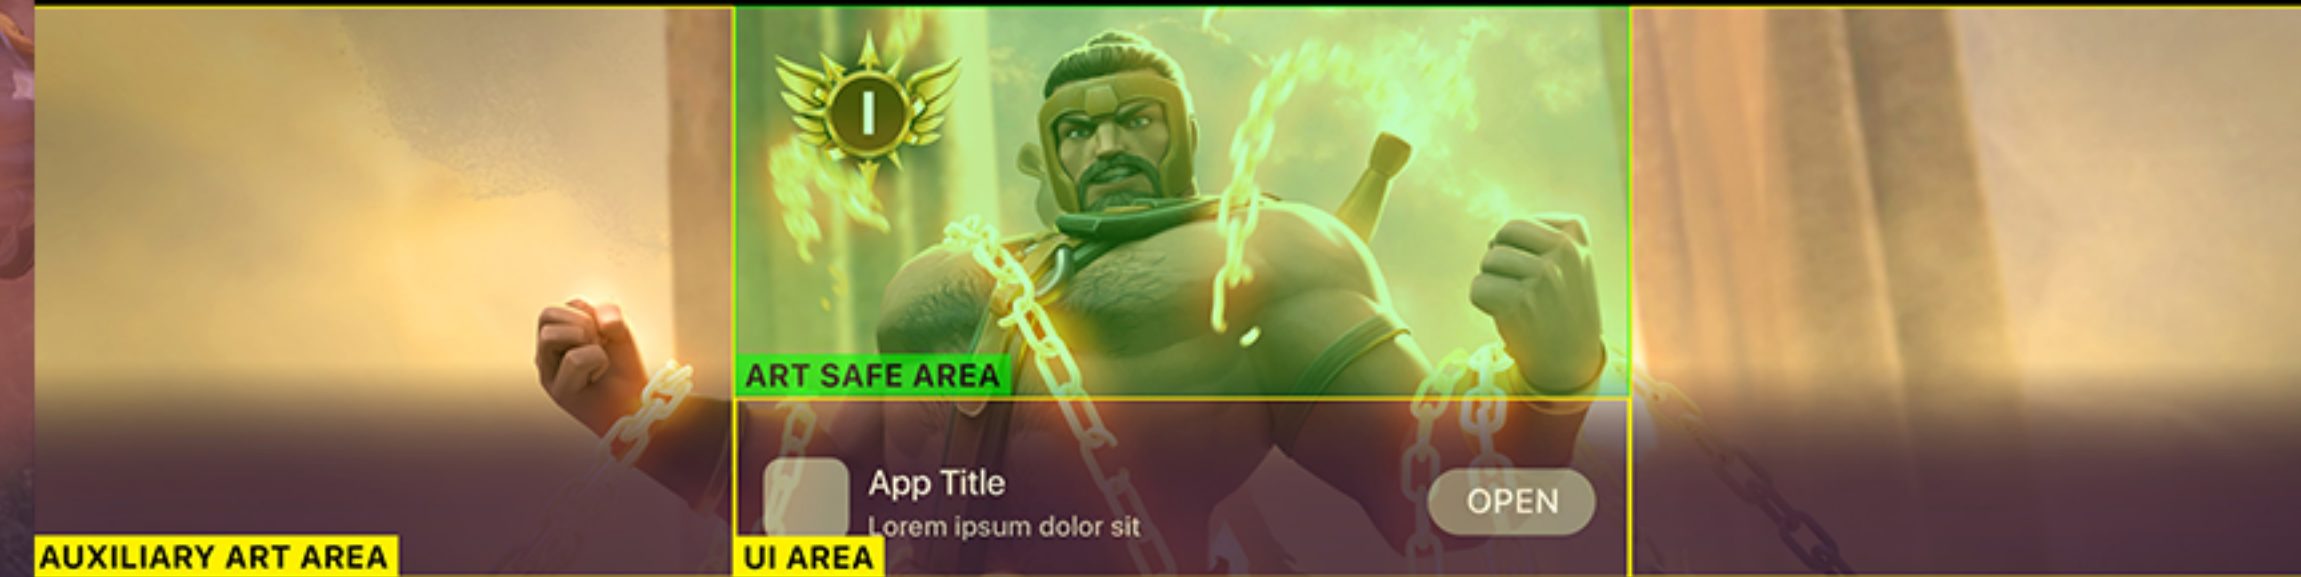 I
ART SAFE AREA
App Title
OPEN
Lorem ipsum dolor sit
AUXILIARY ART AREA
UI AREA